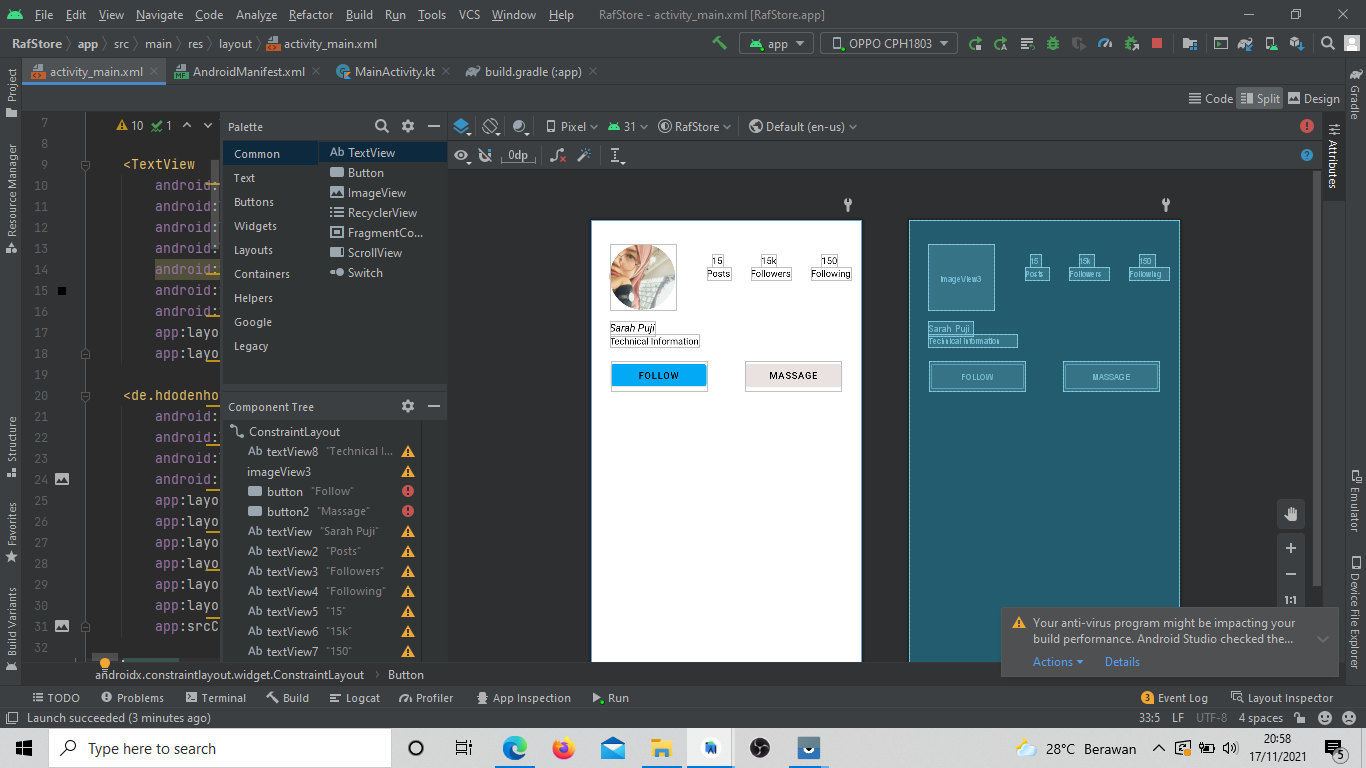 File Edit View Navigate Code Analyze Refactor Build Run Tools VCS Window Help RafStore - activity_main.xml [RafStore.app]
RafStore app src main res layout activity_main.xml app OPPO CPH1803
activity_main.xml AndroidManifest.xml MainActivity.kt build.gradle (:app)
Code Split Design
Project
Resource Manager
Structure
Favorites
Build Variants
Gradle
Attributes
Emulator
Device File Explorer
10 1
7
8
9 <TextView
10 android:
11 android:
12 android:
13 android:
14 android:
15 android:
16 android:
17 app:layo
18 app:layo
19
20 <de.hdodenho
21 android:
22 android:
23 android:
24 android:
25 app:layo
26 app:layo
27 app:layo
28 app:layo
29 app:layo
30 app:layo
31 app:srcC
32
Palette
Common
Text
Buttons
Widgets
Layouts
Containers
Helpers
Google
Legacy
Ab TextView
Button
ImageView
RecyclerView
FragmentCo...
ScrollView
Switch
Component Tree
ConstraintLayout
Ab textView8 "Technical I...
imageView3
button "Follow"
button2 "Massage"
Ab textView "Sarah Puji"
Ab textView2 "Posts"
Ab textView3 "Followers"
Ab textView4 "Following"
Ab textView5 "15"
Ab textView6 "15k"
Ab textView7 "150"
Pixel 31 RafStore Default (en-us)
0dp
15 15k 150
Posts Followers Following
Sarah Puji
Technical Information
FOLLOW MASSAGE
15 15k 150
Posts Followers Following
ImageView3
Sarah Puji
Technical Information
FOLLOW MASSAGE
1:1
Your anti-virus program might be impacting your
build performance. Android Studio checked the...
Actions Details
androidx.constraintlayout.widget.ConstraintLayout Button
TODO Problems Terminal Build Logcat Profiler App Inspection Run 3 Event Log Layout Inspector
Launch succeeded (3 minutes ago) 33:5 LF UTF-8 4 spaces
Type here to search 28°C Berawan 20:58
17/11/2021 5